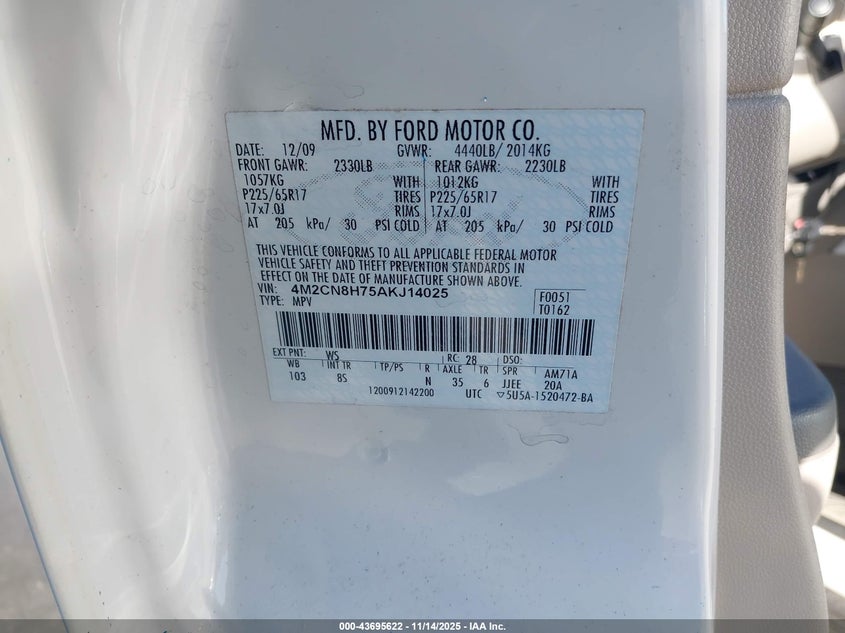 MFD. BY FORD MOTOR CO.
DATE: 12/09 GVWR: 4440LB/ 2014KG
FRONT GAWR: 2330LB REAR GAWR: 2230LB
1057KG WITH 1012KG WITH
P225/65R17 TIRES P225/65R17 TIRES
17x7.0J RIMS 17x7.0J RIMS
AT 205 kPa/ 30 PSI COLD AT 205 kPa/ 30 PSI COLD
THIS VEHICLE CONFORMS TO ALL APPLICABLE FEDERAL MOTOR
VEHICLE SAFETY AND THEFT PREVENTION STANDARDS IN
EFFECT ON THE DATE OF MANUFACTURE SHOWN ABOVE.
VIN: 4M2CN8H75AKJ14025 F0051
TYPE: MPV T0162
EXT PNT: WS RC: 28 DSO:
WB INT TR TP/PS R AXLE TR SPR AM71A
103 8S N 35 6 JJEE 20A
1200912142200 UTC ▽5U5A-1520472-BA
000-43695622 | 11/14/2025 | IAA Inc.